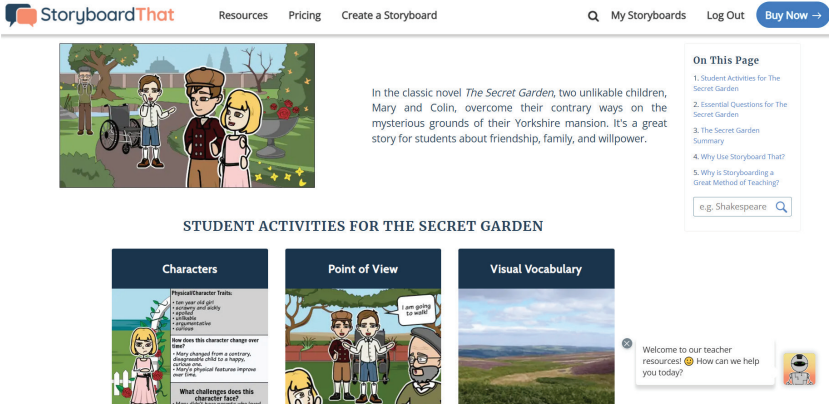 StoryboardThat
Resources Pricing Create a Storyboard My Storyboards Log Out Buy Now →
In the classic novel The Secret Garden, two unlikable children,
Mary and Colin, overcome their contrary ways on the
mysterious grounds of their Yorkshire mansion. It's a great
story for students about friendship, family, and willpower.
On This Page
1. Student Activities for The
Secret Garden
2. Essential Questions for The
Secret Garden
3. The Secret Garden
Summary
4. Why Use Storyboard That?
5. Why is Storyboarding a
Great Method of Teaching?
e.g. Shakespeare
STUDENT ACTIVITIES FOR THE SECRET GARDEN
Characters
Physical/Character Traits:
• ten year old girl
• scrawny and sickly
• spoiled
• unlikable
• argumentative
• curious
How does this character change over
time?
• Mary changed from a contrary,
disagreeable child to a happy,
curious one.
• Mary's physical features improve
over time.
What challenges does this
character face?
Point of View
I am going
to walk!
Visual Vocabulary
Welcome to our teacher
resources! 🙂 How can we help
you today?